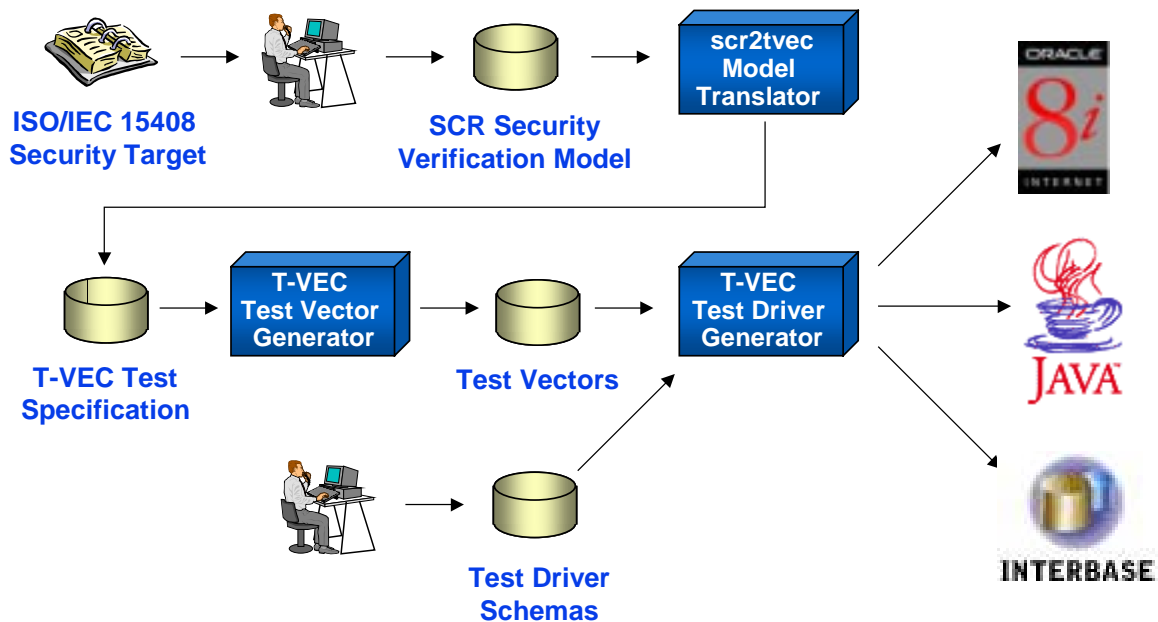 scr2tvec
Model
Translator
ORACLE
8i
INTERNET
ISO/IEC 15408
Security Target
SCR Security
Verification Model
T-VEC
Test Vector
Generator
T-VEC
Test Driver
Generator
T-VEC Test
Specification
Test Vectors
JAVA
Test Driver
Schemas
INTERBASE